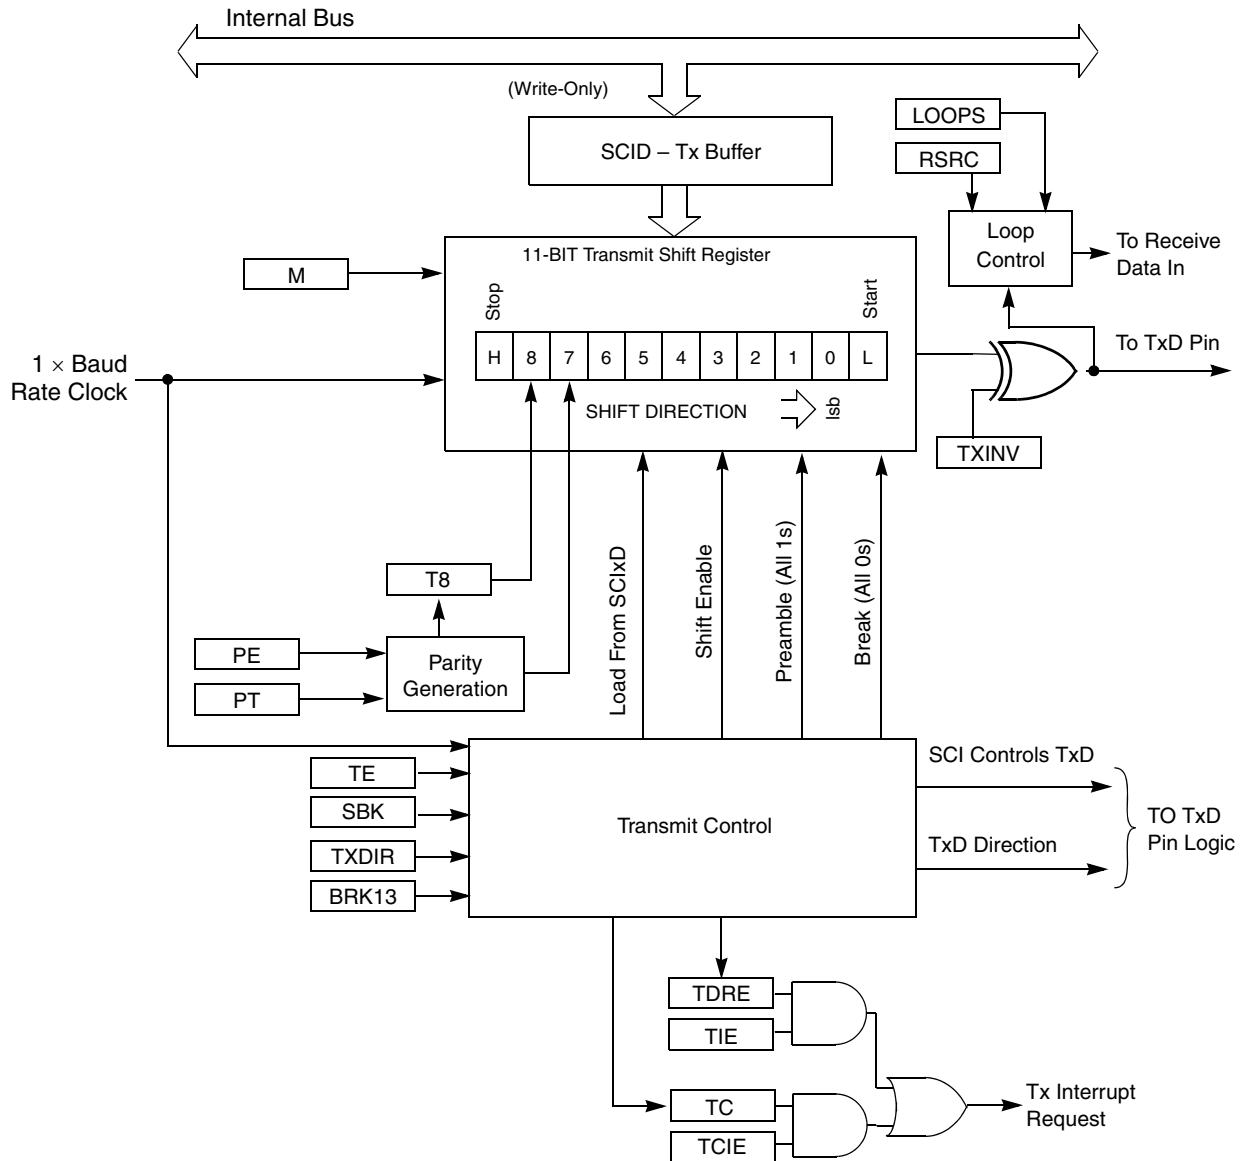 Internal Bus
(Write-Only)
LOOPS
SCID – Tx Buffer
RSRC
11-BIT Transmit Shift Register
Loop
Control
To Receive
Data In
M
Stop
Start
H 8 7 6 5 4 3 2 1 0 L
1 × Baud
Rate Clock
To TxD Pin
SHIFT DIRECTION
lsb
TXINV
T8
Load From SCIxD
Shift Enable
Preamble (All 1s)
Break (All 0s)
PE
PT
Parity
Generation
TE
SBK
TXDIR
BRK13
Transmit Control
SCI Controls TxD
TxD Direction
TO TxD
Pin Logic
TDRE
TIE
TC
TCIE
Tx Interrupt
Request